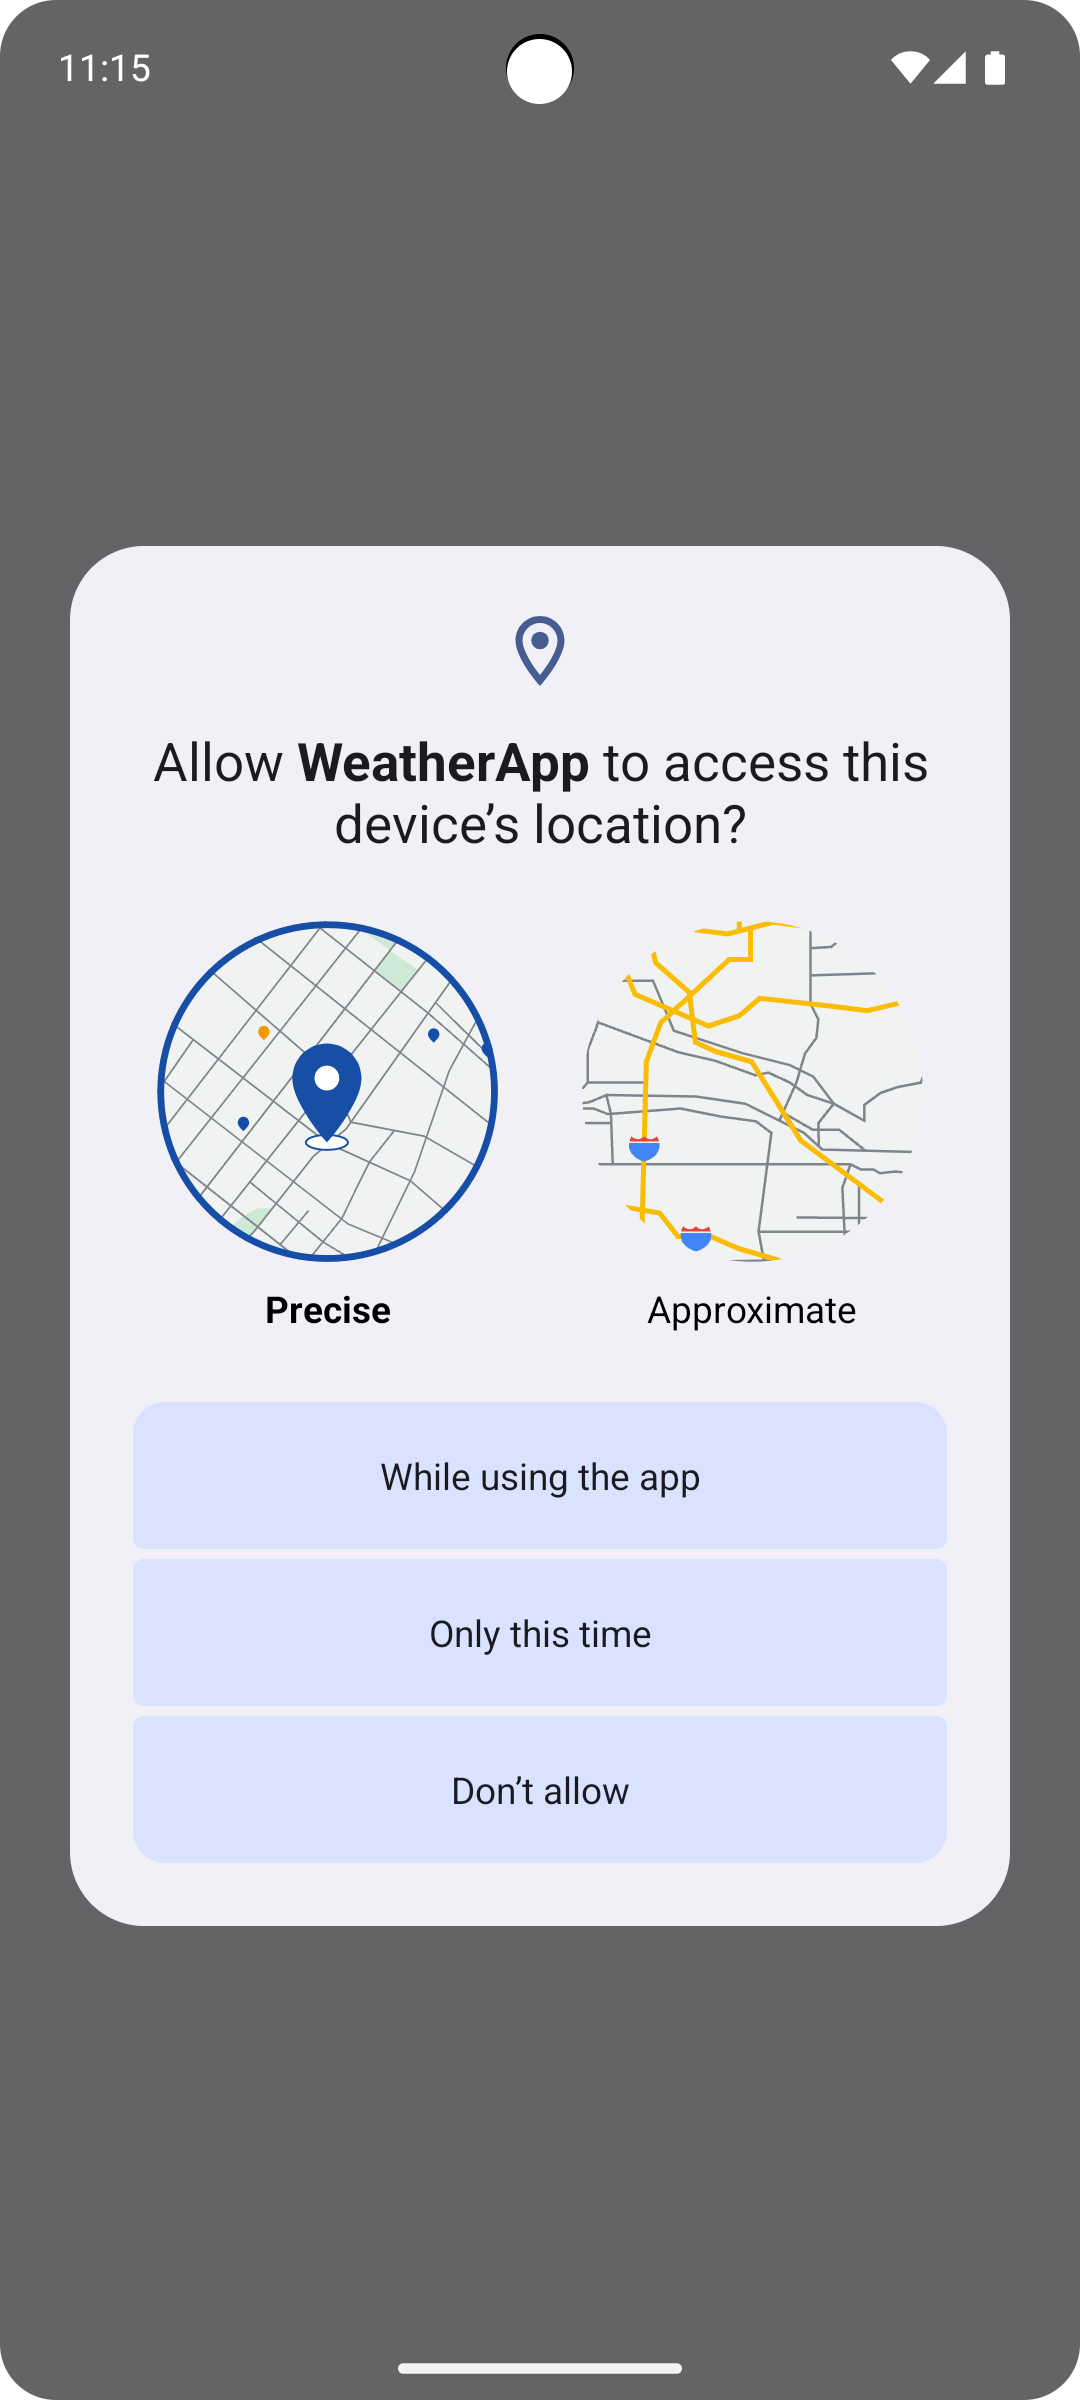 11:15
Allow WeatherApp to access this
device’s location?
Precise
Approximate
While using the app
Only this time
Don’t allow